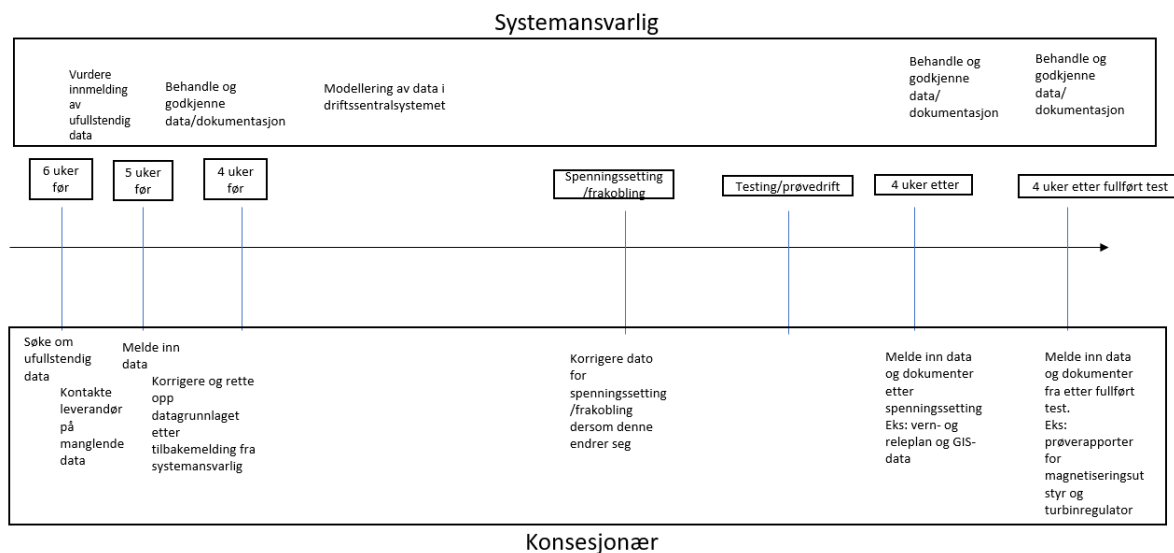 Systemansvarlig
Vurdere
innmelding
av
ufullstendig
data
Behandle og
godkjenne
data/dokumentasjon
Modellering av data i
driftssentralsystemet
Behandle og
godkjenne
data/
dokumentasjon
Behandle og
godkjenne
data/
dokumentasjon
6 uker
før
5 uker
før
4 uker
før
Spenningssetting
/frakobling
Testing/prøvedrift
4 uker etter
4 uker etter fullført test
Søke om
ufullstendig
data
Kontakte
leverandør
på
manglende
data
Melde inn
data
Korrigere og rette
opp
datagrunnlaget
etter
tilbakemelding fra
systemansvarlig
Korrigere dato
for
spenningssetting
/frakobling
dersom denne
endrer seg
Melde inn data
og dokumenter
etter
spenningssetting
Eks: vern- og
releplan og GIS-
data
Melde inn data
og dokumenter
fra etter fullført
test.
Eks:
prøverapporter
for
magnetiseringsut
styr og
turbinregulator
Konsesjonær